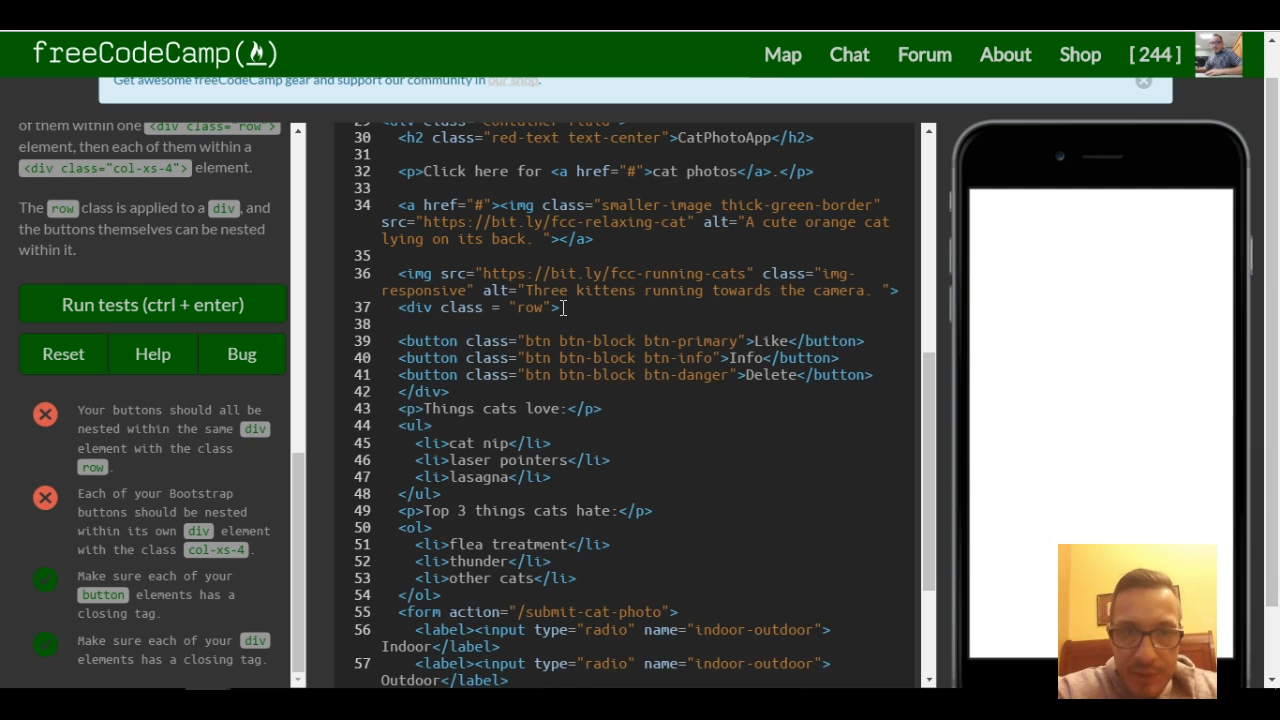 freeCodeCamp(🔥)
Map Chat Forum About Shop [ 244 ]
Get awesome freeCodeCamp gear and support our community in our shop.
of them within one <div class="row">
element, then each of them within a
<div class="col-xs-4"> element.
The row class is applied to a div, and
the buttons themselves can be nested
within it.
Run tests (ctrl + enter)
Reset Help Bug
Your buttons should all be
nested within the same div
element with the class
row.
Each of your Bootstrap
buttons should be nested
within its own div element
with the class col-xs-4.
Make sure each of your
button elements has a
closing tag.
Make sure each of your div
elements has a closing tag.
29 <div class="container-fluid">
30 <h2 class="red-text text-center">CatPhotoApp</h2>
31
32 <p>Click here for <a href="#">cat photos</a>.</p>
33
34 <a href="#"><img class="smaller-image thick-green-border"
src="https://bit.ly/fcc-relaxing-cat" alt="A cute orange cat
lying on its back. "></a>
35
36 <img src="https://bit.ly/fcc-running-cats" class="img-
responsive" alt="Three kittens running towards the camera. ">
37 <div class = "row">
38
39 <button class="btn btn-block btn-primary">Like</button>
40 <button class="btn btn-block btn-info">Info</button>
41 <button class="btn btn-block btn-danger">Delete</button>
42 </div>
43 <p>Things cats love:</p>
44 <ul>
45 <li>cat nip</li>
46 <li>laser pointers</li>
47 <li>lasagna</li>
48 </ul>
49 <p>Top 3 things cats hate:</p>
50 <ol>
51 <li>flea treatment</li>
52 <li>thunder</li>
53 <li>other cats</li>
54 </ol>
55 <form action="/submit-cat-photo">
56 <label><input type="radio" name="indoor-outdoor">
Indoor</label>
57 <label><input type="radio" name="indoor-outdoor">
Outdoor</label>